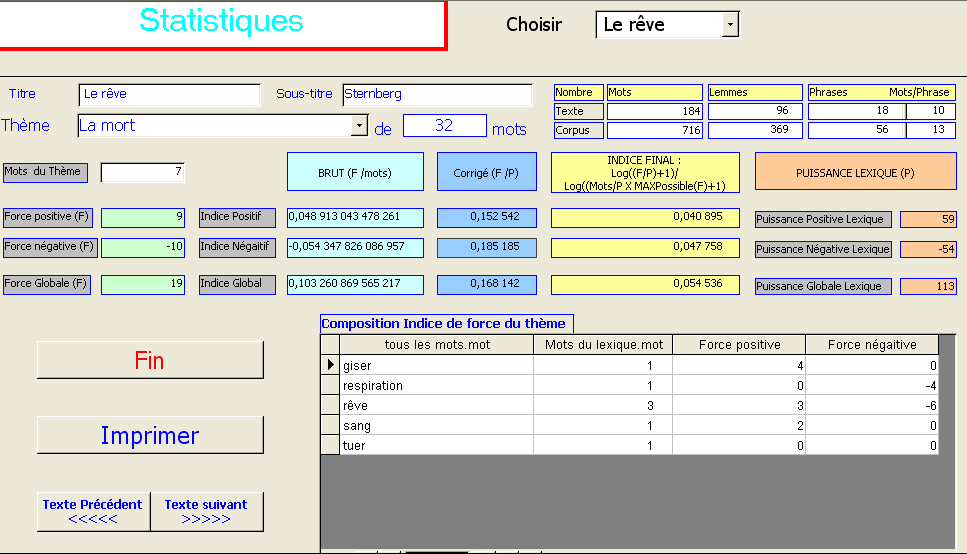 Statistiques
Choisir Le rêve
Titre Le rêve Sous-titre Sternberg
Thème La mort de 32 mots
Nombre Mots Lemmes Phrases Mots/Phrase
Texte 184 96 18 10
Corpus 716 369 56 13
Mots du Thème 7
BRUT (F /mots) Corrigé (F /P) INDICE FINAL :
Log((F/P)+1)/
Log((Mots/P X MAXPossible(F)+1) PUISSANCE LEXIQUE (P)
Force positive (F) 9 Indice Positif 0,048 913 043 478 261 0,152 542 0,040 895 Puissance Positive Lexique 59
Force négative (F) -10 Indice Négaitif -0,054 347 826 086 957 0,185 185 0,047 758 Puissance Négative Lexique -54
Force Globale (F) 19 Indice Global 0,103 260 869 565 217 0,168 142 0,054 536 Puissance Globale Lexique 113
Composition Indice de force du thème
tous les mots.mot Mots du lexique.mot Force positive Force négaitive
giser 1 4 0
respiration 1 0 -4
rêve 3 3 -6
sang 1 2 0
tuer 1 0 0
Fin
Imprimer
Texte Précédent
<<<<<
Texte suivant
>>>>>